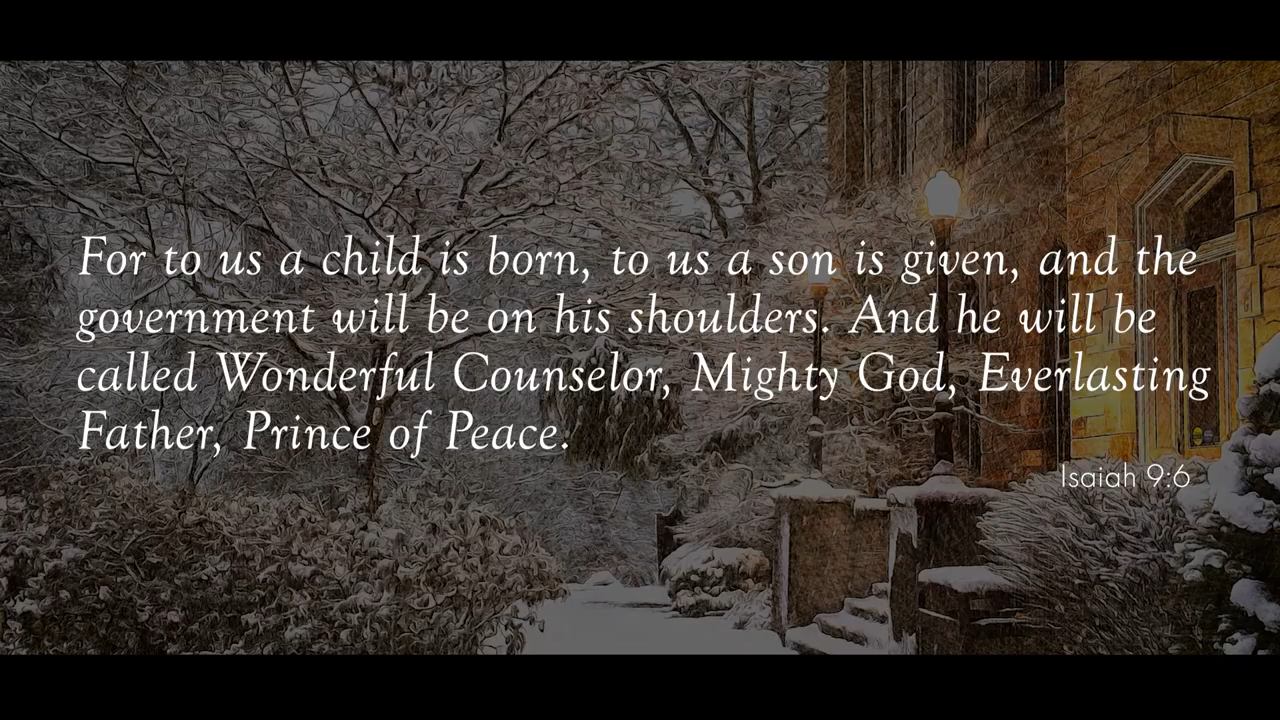 For to us a child is born, to us a son is given, and the
government will be on his shoulders. And he will be
called Wonderful Counselor, Mighty God, Everlasting
Father, Prince of Peace.
Isaiah 9:6